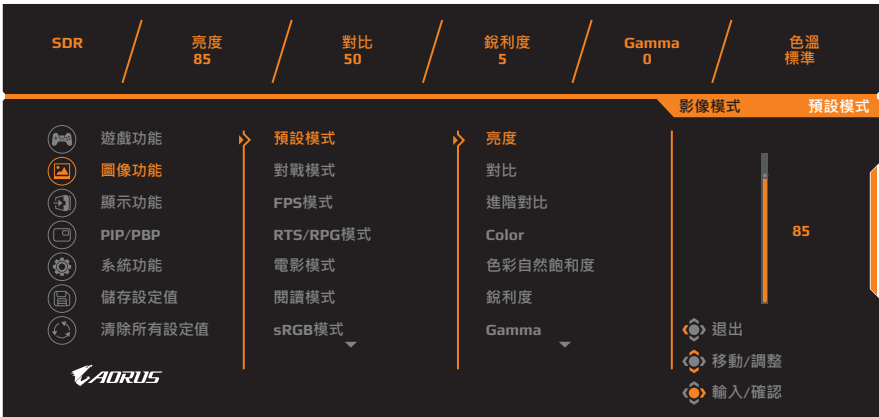 SDR 亮度 對比 銳利度 Gamma 色溫
85 50 5 0 標準
影像模式 預設模式
遊戲功能 預設模式 亮度
圖像功能 對戰模式 對比
顯示功能 FPS模式 進階對比
PIP/PBP RTS/RPG模式 Color
85
系統功能 電影模式 色彩自然飽和度
儲存設定值 閱讀模式 銳利度
清除所有設定值 sRGB模式 Gamma
退出
移動/調整
AORUS
輸入/確認